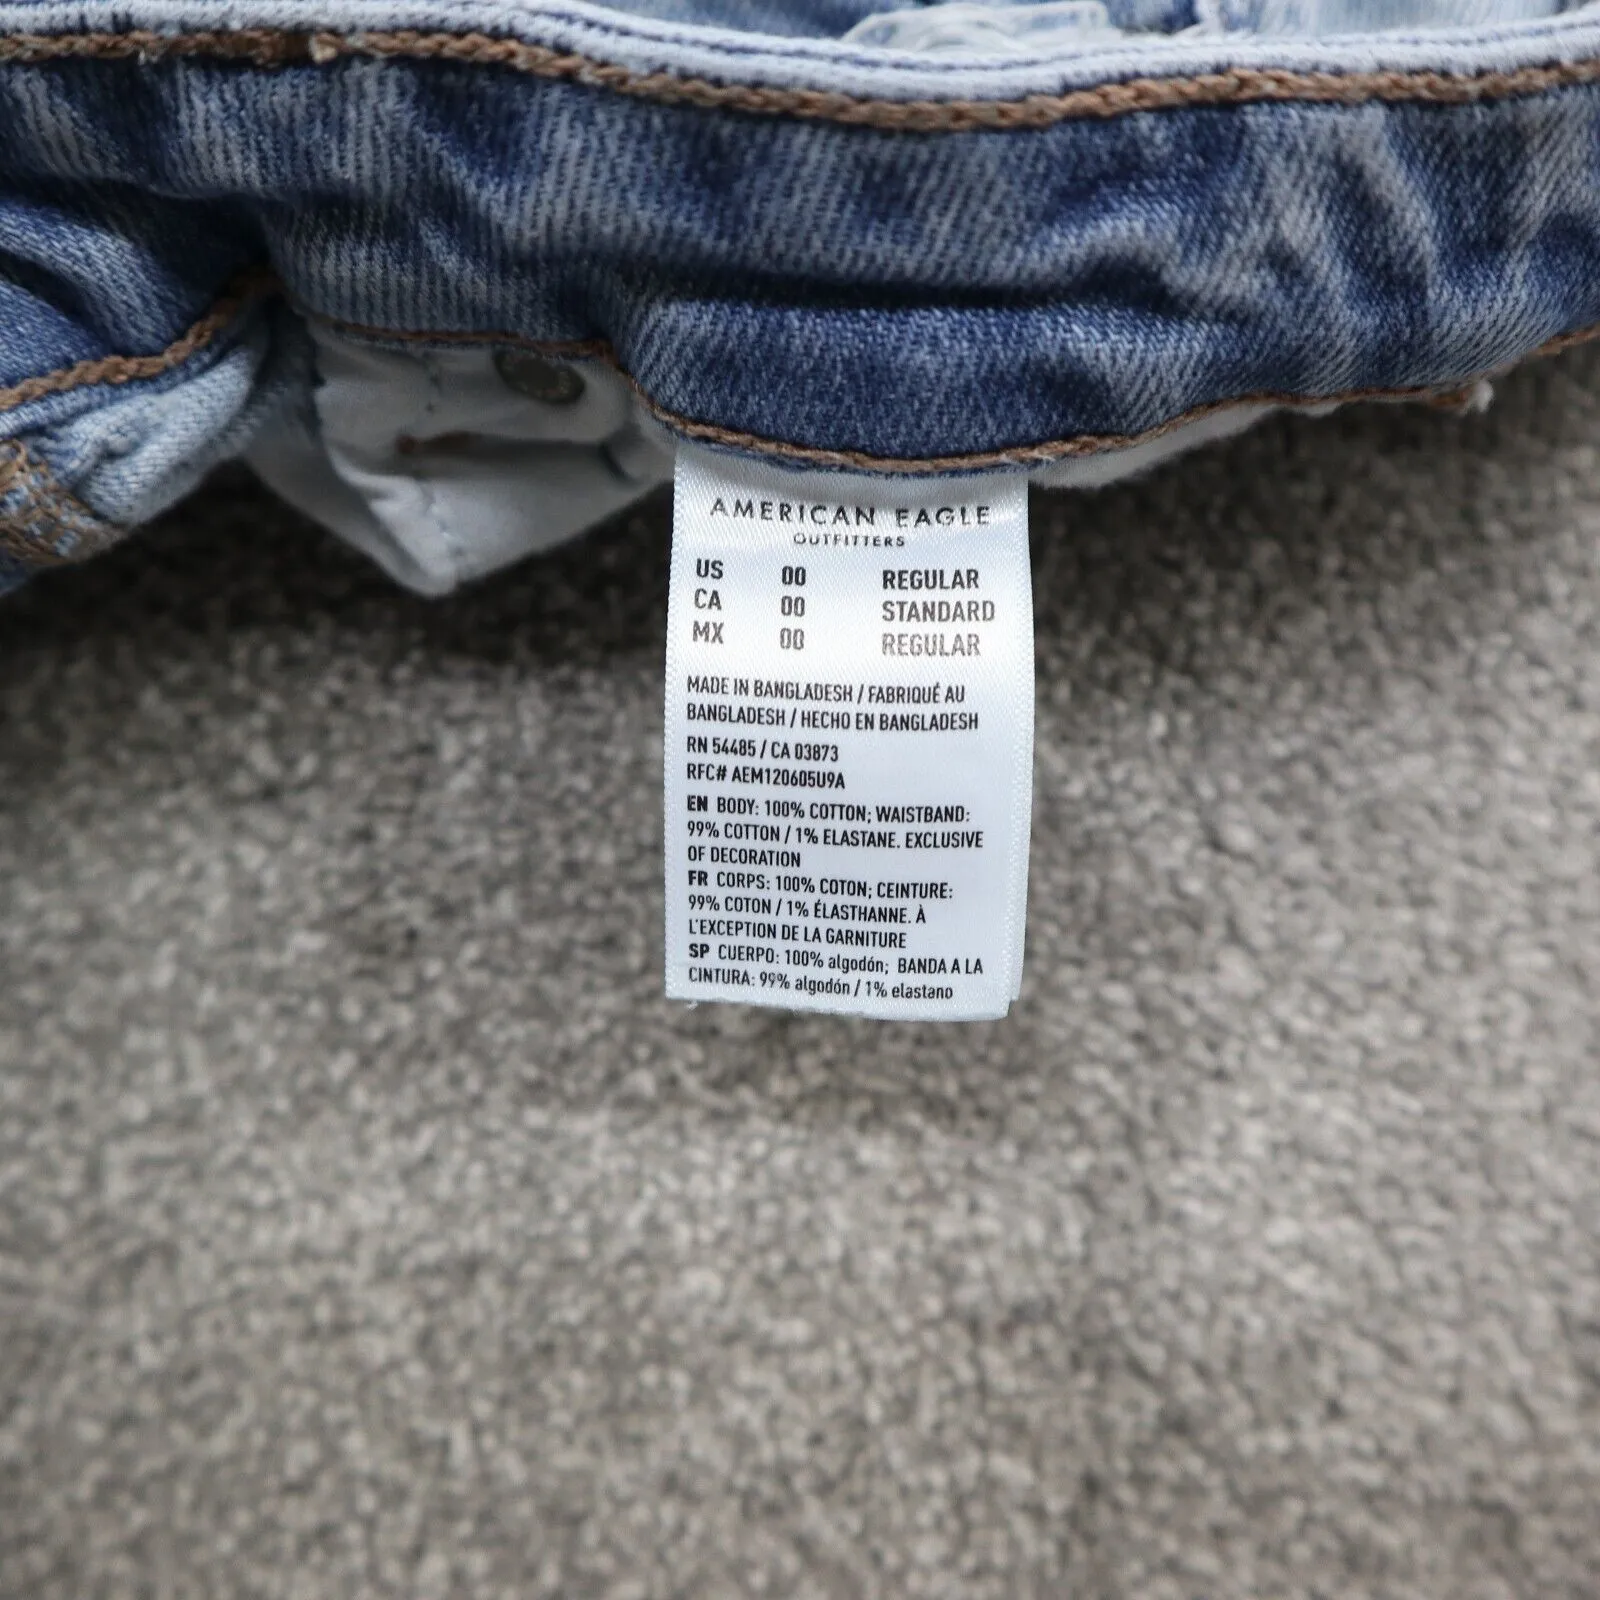 AMERICAN EAGLE
OUTFITTERS
US 00 REGULAR
CA 00 STANDARD
MX 00 REGULAR
MADE IN BANGLADESH / FABRIQUÉ AU
BANGLADESH / HECHO EN BANGLADESH
RN 54485 / CA 03873
RFC# AEM120605U9A
EN BODY: 100% COTTON; WAISTBAND:
99% COTTON / 1% ELASTANE. EXCLUSIVE
OF DECORATION
FR CORPS: 100% COTON; CEINTURE:
99% COTON / 1% ÉLASTHANNE. À
L'EXCEPTION DE LA GARNITURE
SP CUERPO: 100% algodón; BANDA A LA
CINTURA: 99% algodón / 1% elastano